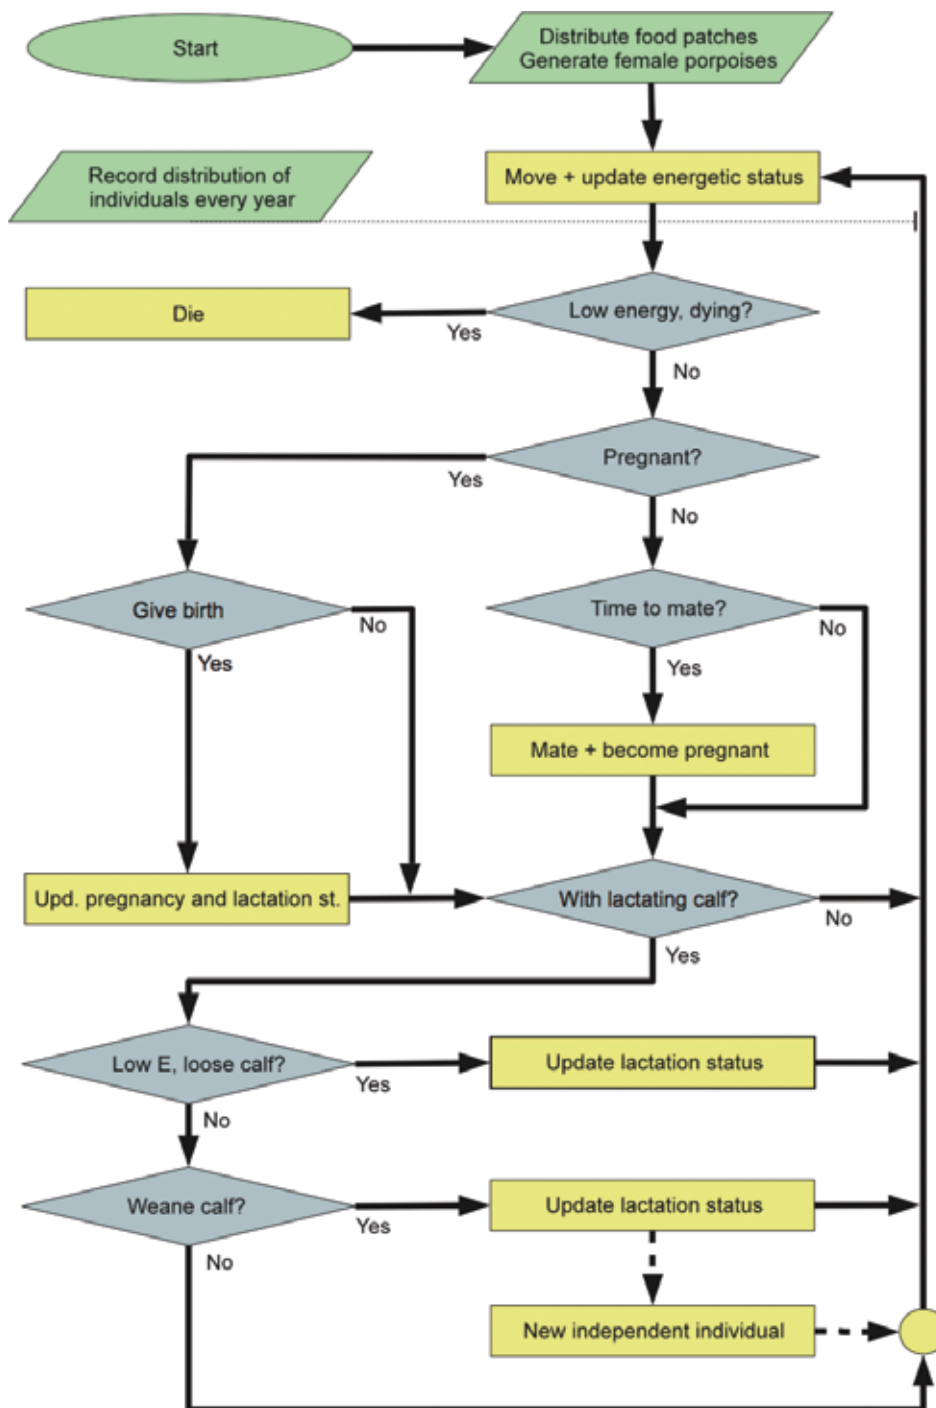 Start
Distribute food patches
Generate female porpoises
Record distribution of
individuals every year
Move + update energetic status
Die
Yes
Low energy, dying?
No
Pregnant?
Yes
No
Give birth
No
Yes
Time to mate?
No
Yes
Mate + become pregnant
Upd. pregnancy and lactation st.
With lactating calf?
No
Yes
Low E, loose calf?
Yes
Update lactation status
No
Weane calf?
Yes
Update lactation status
No
New independent individual